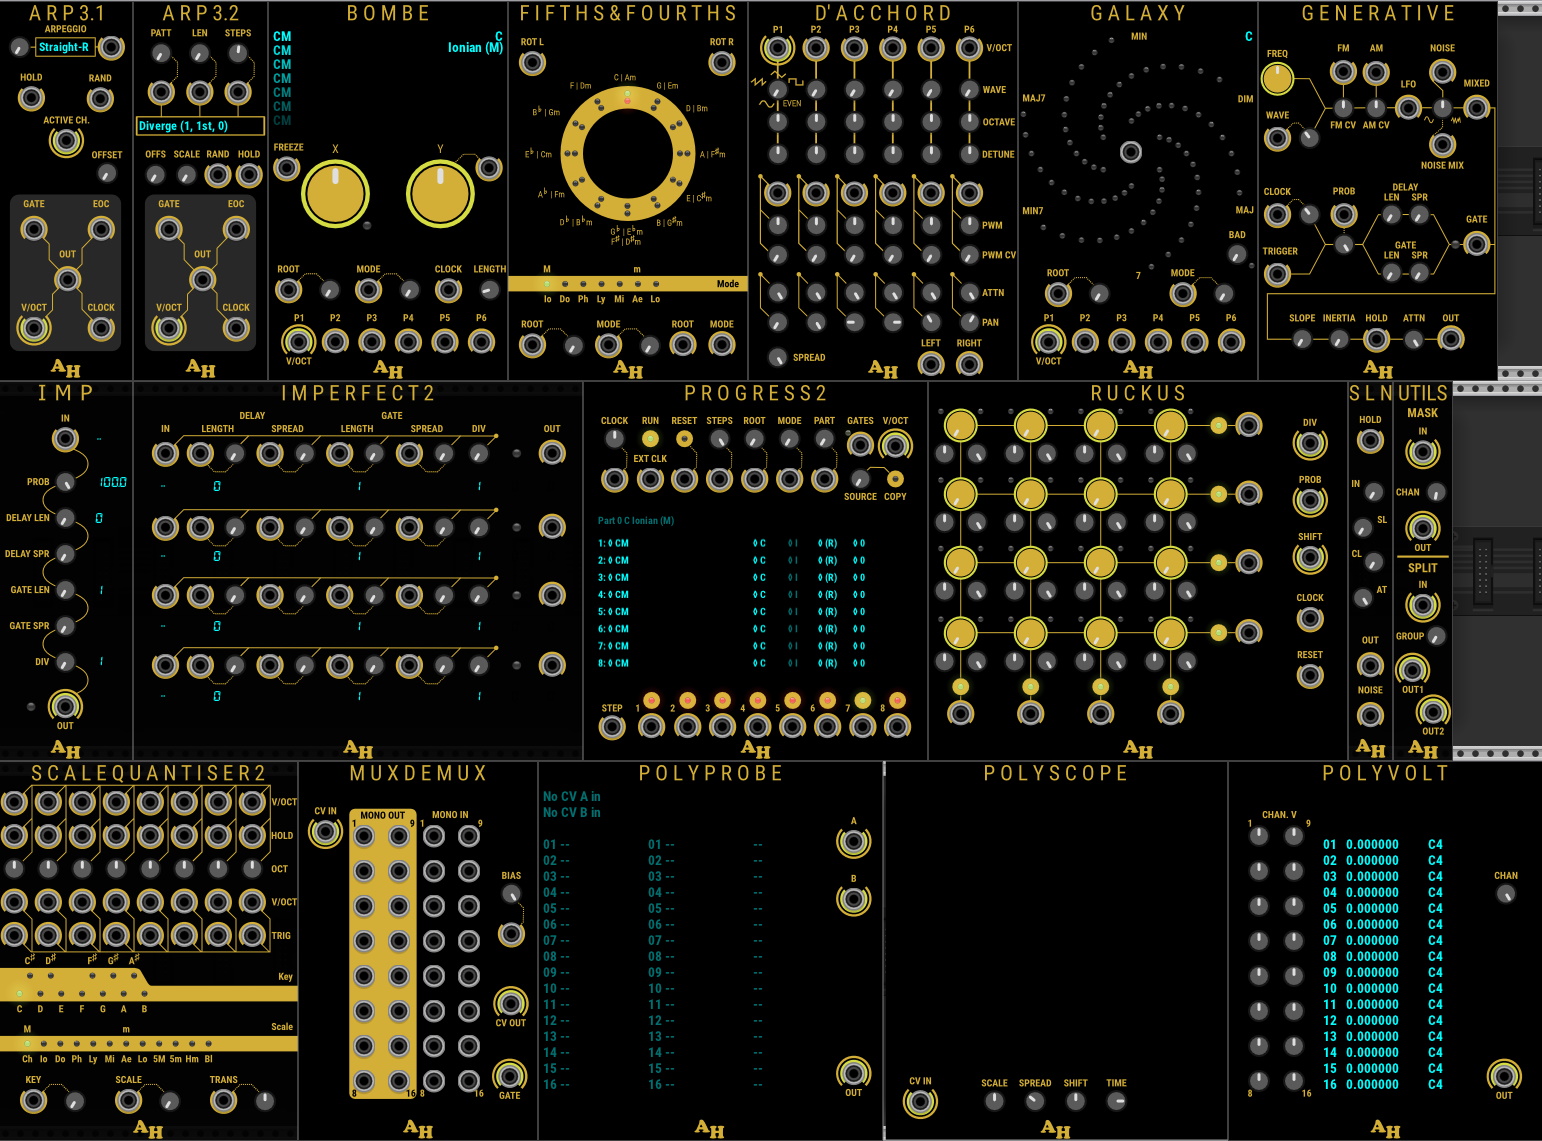 ARP3.1
ARPEGGIO
Straight-R
HOLD RAND
ACTIVE CH.
OFFSET
GATE EOC
OUT
V/OCT CLOCK
AH
ARP3.2
PATT LEN STEPS
Diverge (1, 1st, 0)
OFFS SCALE RAND HOLD
GATE EOC
OUT
V/OCT CLOCK
AH
BOMBE
CM
CM
CM
CM
CM
CM
CM
C
Ionian (M)
FREEZE X Y
ROOT MODE CLOCK LENGTH
P1 P2 P3 P4 P5 P6
V/OCT
AH
FIFTHS&FOURTHS
ROT L ROT R
C | Am
F | Dm G | Em
B♭ | Gm D | Bm
E♭ | Cm A | F♯m
A♭ | Fm E | C♯m
D♭ | B♭m B | G♯m
G♭ | E♭m
F♯ | D♯m
M m
Mode
Io Do Ph Ly Mi Ae Lo
ROOT MODE ROOT MODE
AH
D'ACCHORD
P1 P2 P3 P4 P5 P6
V/OCT
WAVE
EVEN
OCTAVE
DETUNE
PWM
PWM CV
ATTN
PAN
LEFT RIGHT
SPREAD
AH
GALAXY
MIN
C
MAJ7 DIM
MIN7 MAJ
BAD
7
ROOT MODE
P1 P2 P3 P4 P5 P6
V/OCT
AH
GENERATIVE
FREQ FM AM NOISE
LFO MIXED
WAVE FM CV AM CV
NOISE MIX
CLOCK PROB DELAY
LEN SPR
GATE
TRIGGER GATE
LEN SPR
SLOPE INERTIA HOLD ATTN OUT
AH
IMP
IN
--
PROB 100.0
DELAY LEN 0
DELAY SPR
GATE LEN 1
GATE SPR
DIV 1
OUT
AH
IMPERFECT2
DELAY GATE
IN LENGTH SPREAD LENGTH SPREAD DIV OUT
-- 0 1 1
-- 0 1 1
-- 0 1 1
-- 0 1 1
AH
PROGRESS2
CLOCK RUN RESET STEPS ROOT MODE PART GATES V/OCT
EXT CLK
SOURCE COPY
Part 0 C Ionian (M)
1: ◊ CM ◊ C ◊ I ◊ (R) ◊ 0
2: ◊ CM ◊ C ◊ I ◊ (R) ◊ 0
3: ◊ CM ◊ C ◊ I ◊ (R) ◊ 0
4: ◊ CM ◊ C ◊ I ◊ (R) ◊ 0
5: ◊ CM ◊ C ◊ I ◊ (R) ◊ 0
6: ◊ CM ◊ C ◊ I ◊ (R) ◊ 0
7: ◊ CM ◊ C ◊ I ◊ (R) ◊ 0
8: ◊ CM ◊ C ◊ I ◊ (R) ◊ 0
STEP 1 2 3 4 5 6 7 8
AH
RUCKUS
DIV
PROB
SHIFT
CLOCK
RESET
AH
SLN
HOLD
IN
SL
CL
AT
OUT
NOISE
AH
UTILS
MASK
IN
CHAN
OUT
SPLIT
IN
GROUP
OUT1
OUT2
AH
SCALEQUANTISER2
V/OCT
HOLD
OCT
V/OCT
TRIG
C♯ D♯ F♯ G♯ A♯
Key
C D E F G A B
M m Scale
Ch Io Do Ph Ly Mi Ae Lo 5M 5m Hm Bl
KEY SCALE TRANS
AH
MUXDEMUX
CV IN MONO OUT MONO IN
1 9 1 9
BIAS
CV OUT
GATE
8 16 8 16
AH
POLYPROBE
No CV A in
No CV B in
A
B
01 -- 01 -- --
02 -- 02 -- --
03 -- 03 -- --
04 -- 04 -- --
05 -- 05 -- --
06 -- 06 -- --
07 -- 07 -- --
08 -- 08 -- --
09 -- 09 -- --
10 -- 10 -- --
11 -- 11 -- --
12 -- 12 -- --
13 -- 13 -- --
14 -- 14 -- --
15 -- 15 -- --
16 -- 16 -- --
OUT
AH
POLYSCOPE
CV IN SCALE SPREAD SHIFT TIME
AH
POLYVOLT
CHAN. V
1 9
01 0.000000 C4
02 0.000000 C4
03 0.000000 C4
04 0.000000 C4
05 0.000000 C4
06 0.000000 C4
07 0.000000 C4
08 0.000000 C4
09 0.000000 C4
10 0.000000 C4
11 0.000000 C4
12 0.000000 C4
13 0.000000 C4
14 0.000000 C4
15 0.000000 C4
16 0.000000 C4
8 16
CHAN
OUT
AH